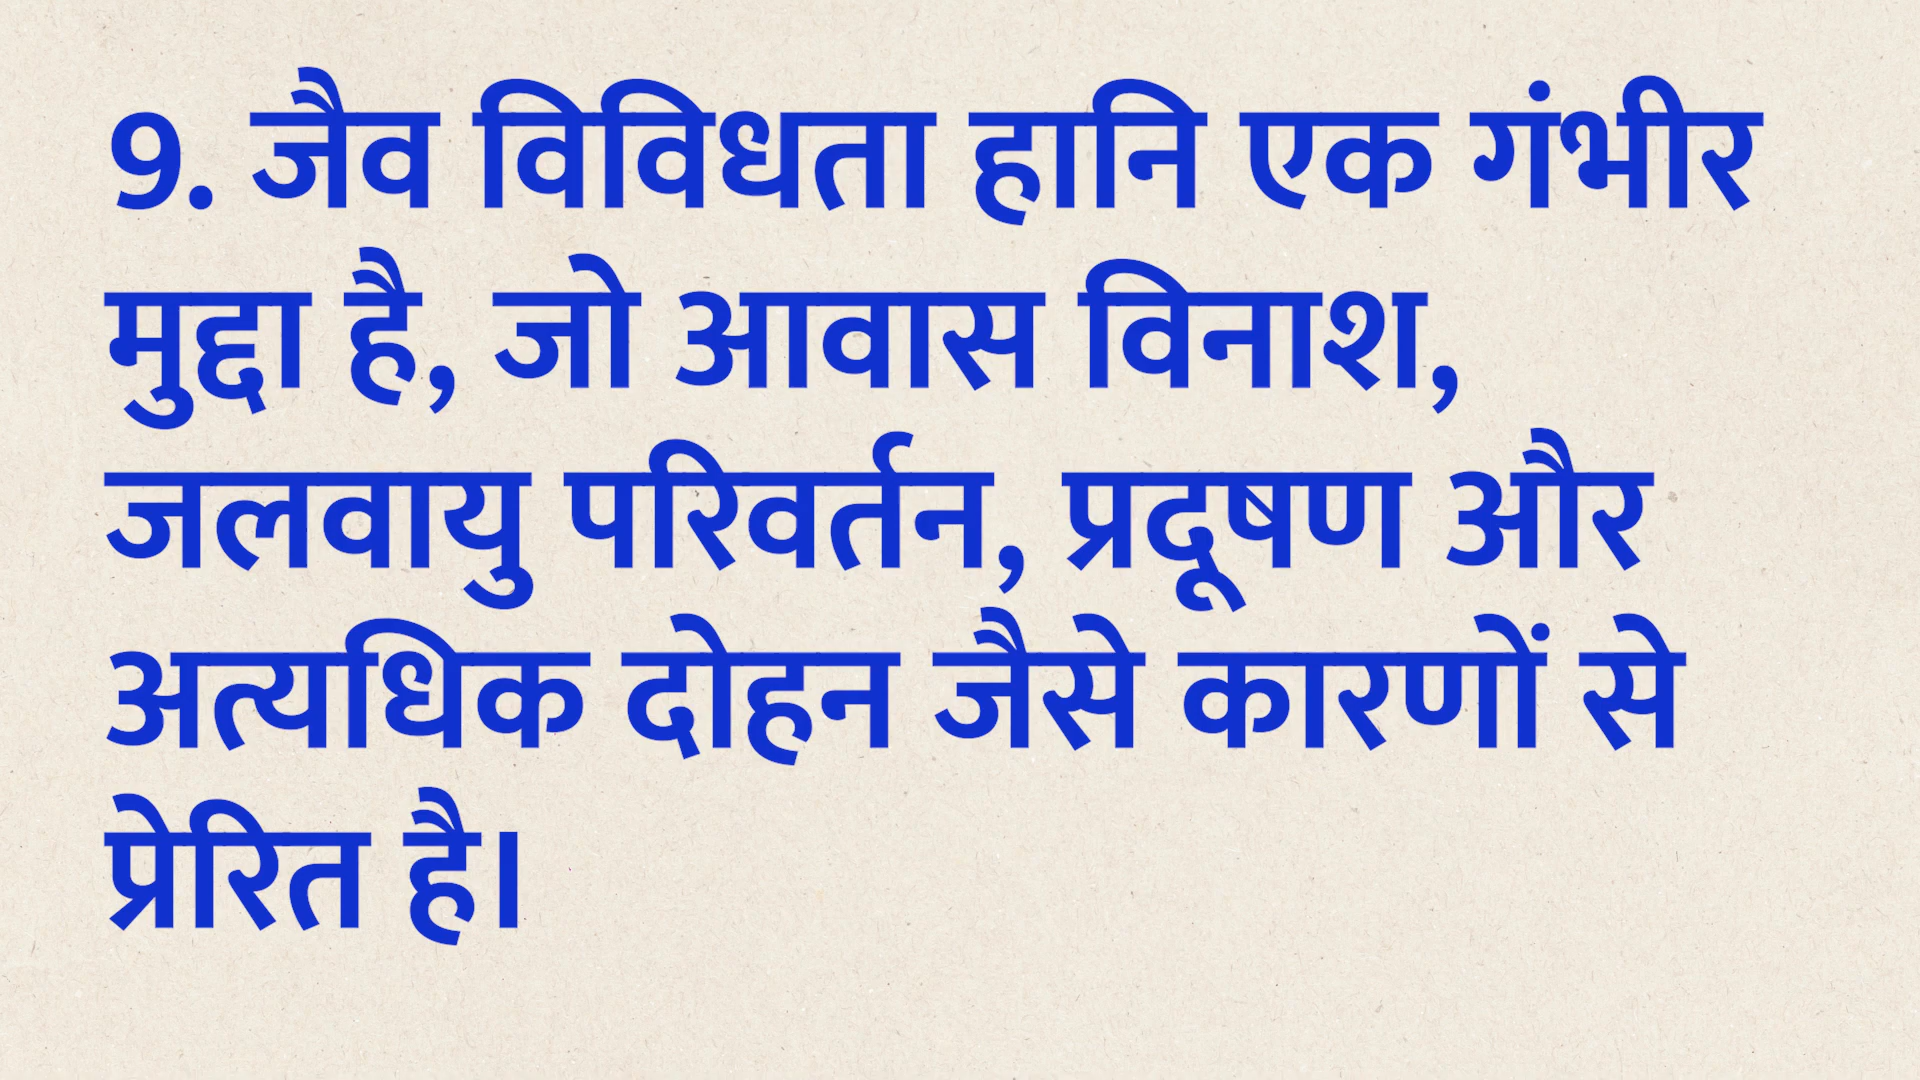 9. जैव विविधता हानि एक गंभीर
मुद्दा है, जो आवास विनाश,
जलवायु परिवर्तन, प्रदूषण और
अत्यधिक दोहन जैसे कारणों से
प्रेरित है।